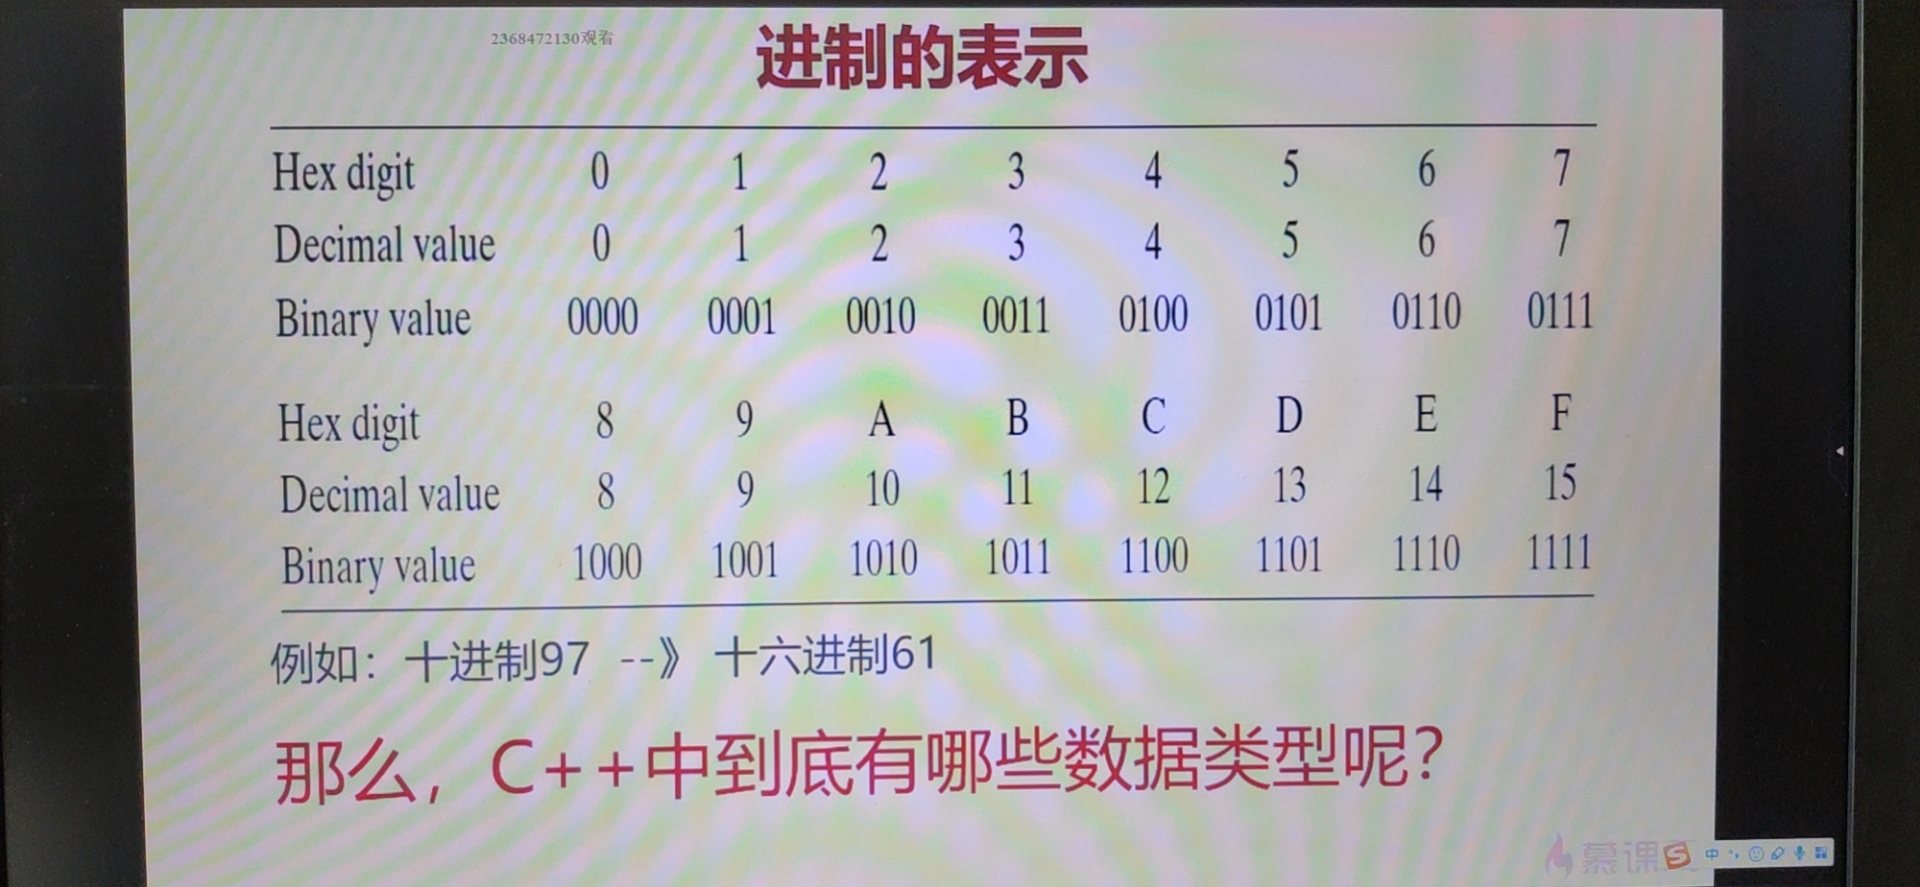 2368472130观看
进制的表示
Hex digit 0 1 2 3 4 5 6 7
Decimal value 0 1 2 3 4 5 6 7
Binary value 0000 0001 0010 0011 0100 0101 0110 0111
Hex digit 8 9 A B C D E F
Decimal value 8 9 10 11 12 13 14 15
Binary value 1000 1001 1010 1011 1100 1101 1110 1111
例如：十进制97 --》 十六进制61
那么，C++中到底有哪些数据类型呢？
慕课
中